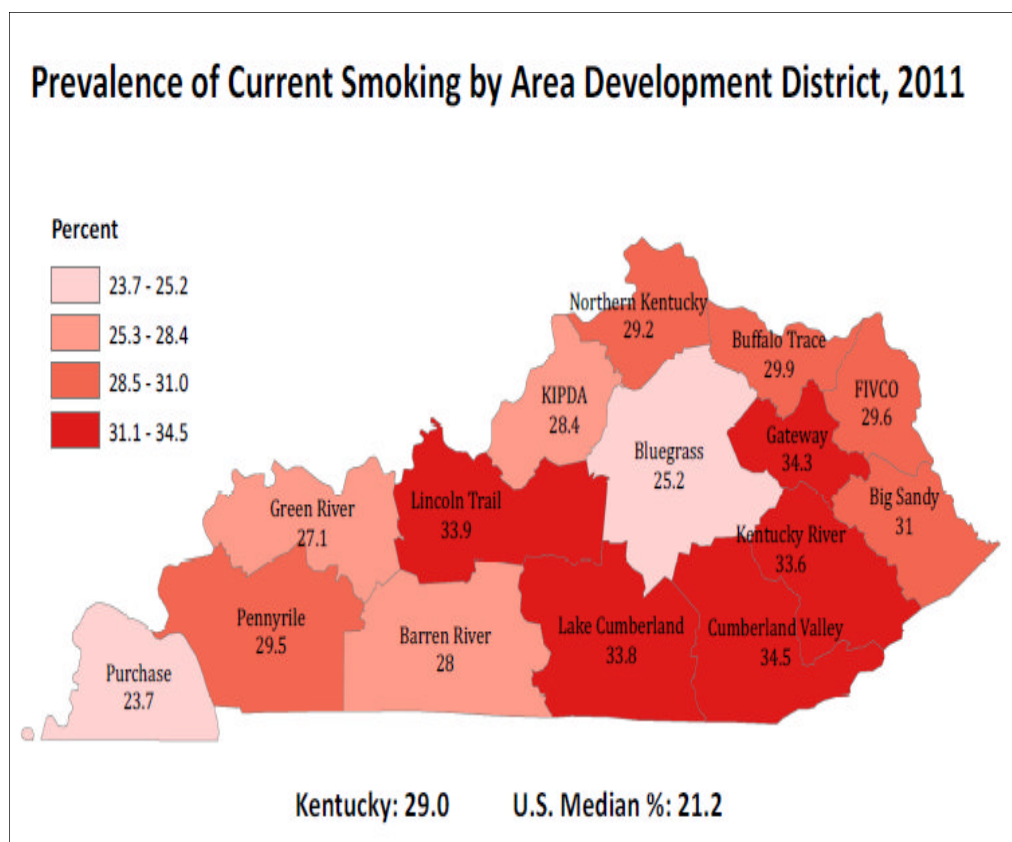 Prevalence of Current Smoking by Area Development District, 2011
Percent
23.7 - 25.2
25.3 - 28.4
28.5 - 31.0
31.1 - 34.5
Northern Kentucky
29.2
Buffalo Trace
29.9
FIVCO
29.6
KIPDA
28.4
Bluegrass
25.2
Gateway
34.3
Big Sandy
31
Green River
27.1
Lincoln Trail
33.9
Kentucky River
33.6
Pennyrile
29.5
Barren River
28
Lake Cumberland
33.8
Cumberland Valley
34.5
Purchase
23.7
Kentucky: 29.0 U.S. Median %: 21.2